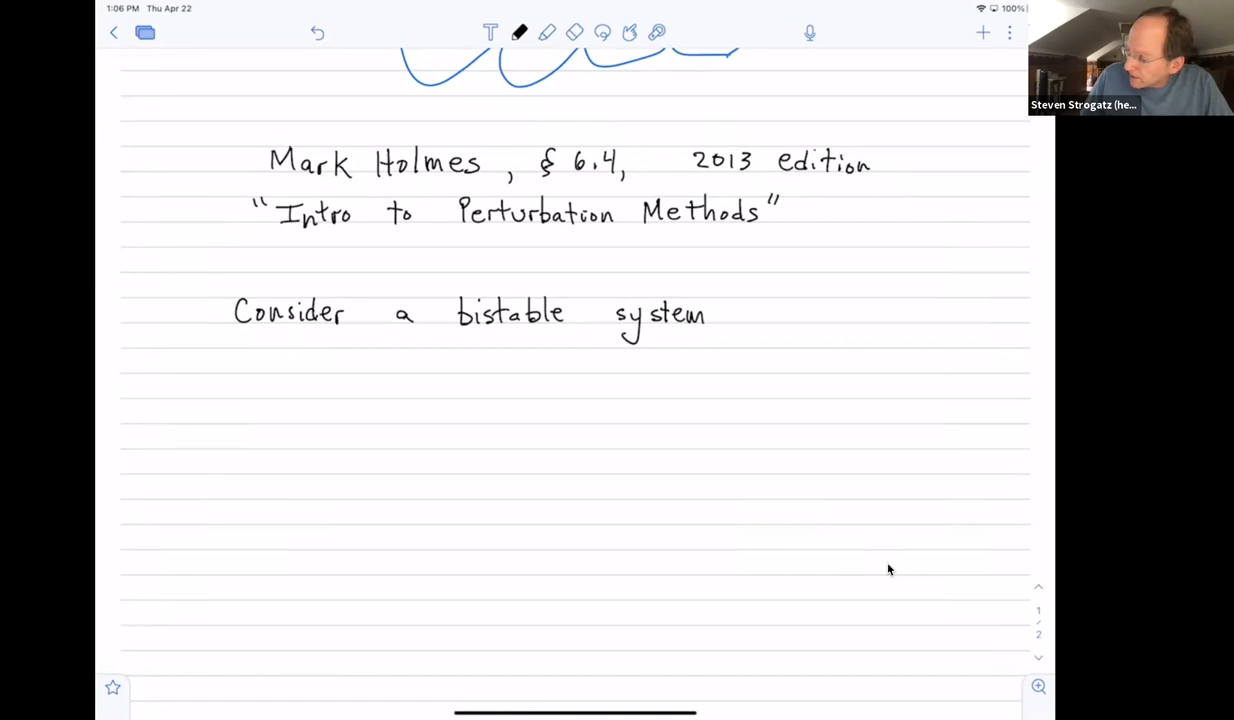 1:06 PM Thu Apr 22
100%
Steven Strogatz (he...
Mark Holmes, § 6.4, 2013 edition
"Intro to Perturbation Methods"
Consider a bistable system
1
/
2